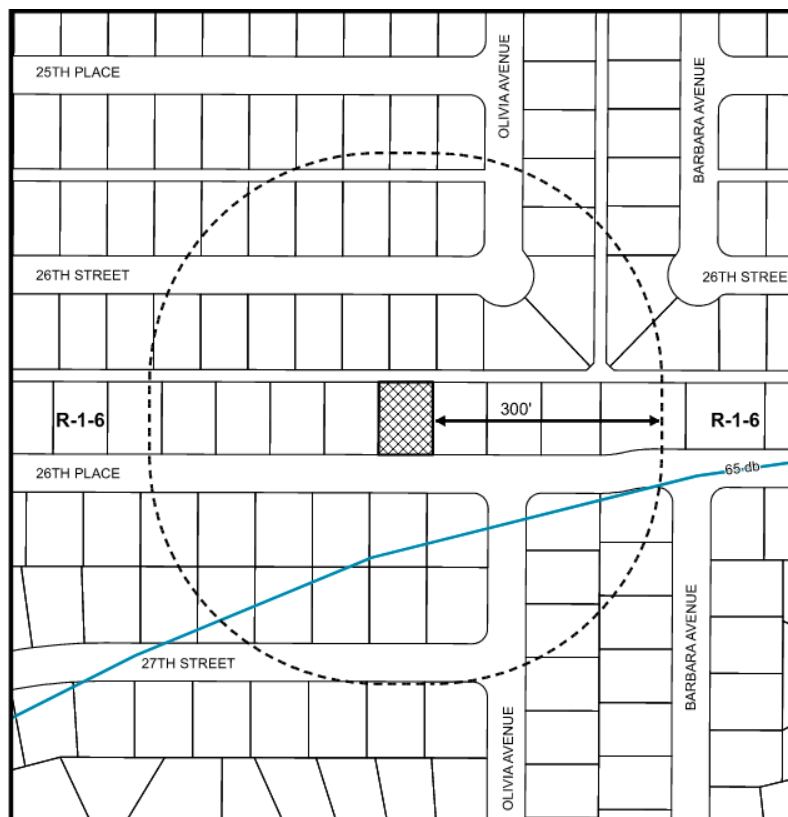 25TH PLACE
OLIVIA AVENUE
BARBARA AVENUE
26TH STREET
26TH STREE
300'
R-1-6
R-1-6
26TH PLACE
65 db
27TH STREET
BARBARA AVENUE
OLIVIA AVENUE